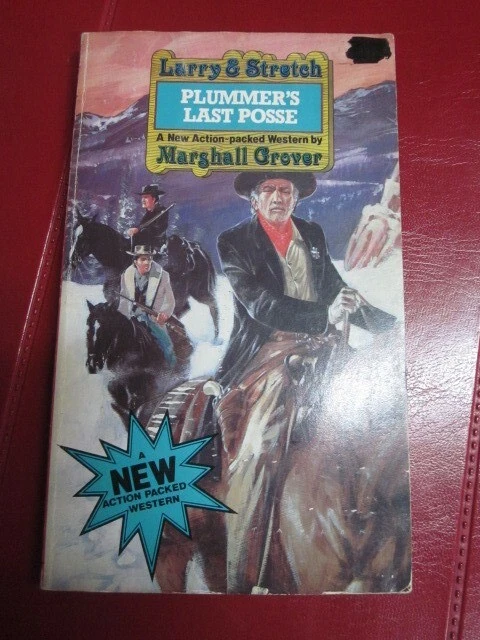 Larry & Stretch
PLUMMER'S
LAST POSSE
A New Action-packed Western by
Marshall Grover
A
NEW
ACTION PACKED
WESTERN